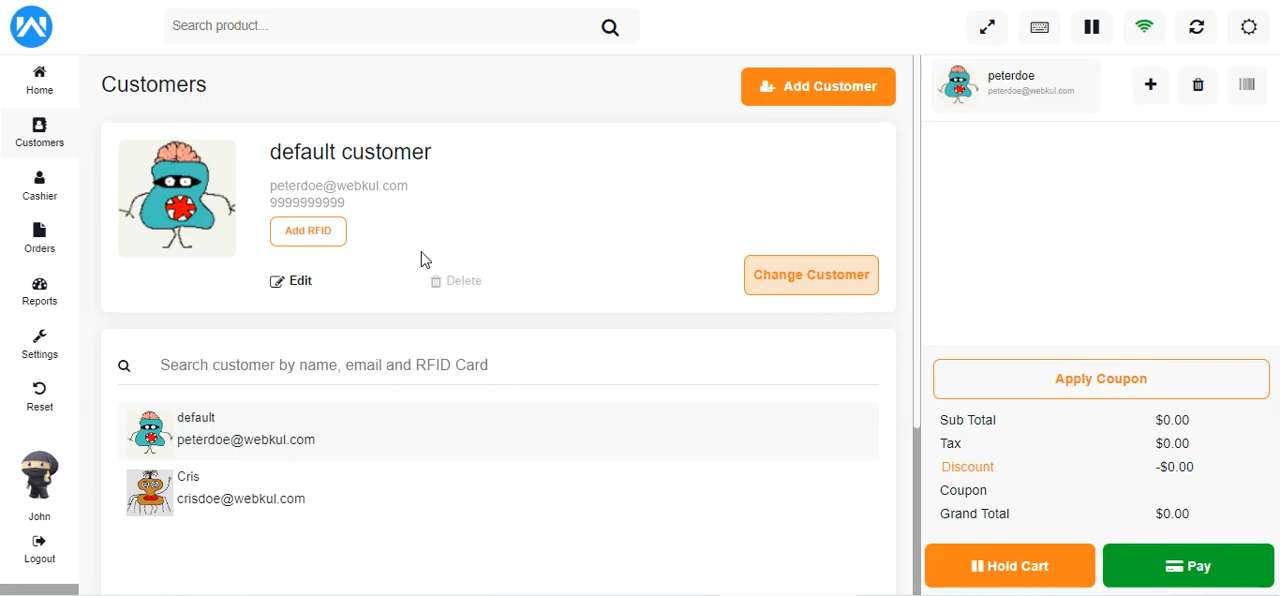 Search product...
Home
Customers
Cashier
Orders
Reports
Settings
Reset
John
Logout
Customers
Add Customer
default customer
peterdoe@webkul.com
9999999999
Add RFID
Edit
Delete
Change Customer
Search customer by name, email and RFID Card
default
peterdoe@webkul.com
Cris
crisdoe@webkul.com
peterdoe
peterdoe@webkul.com
Apply Coupon
Sub Total $0.00
Tax $0.00
Discount -$0.00
Coupon
Grand Total $0.00
Hold Cart
Pay